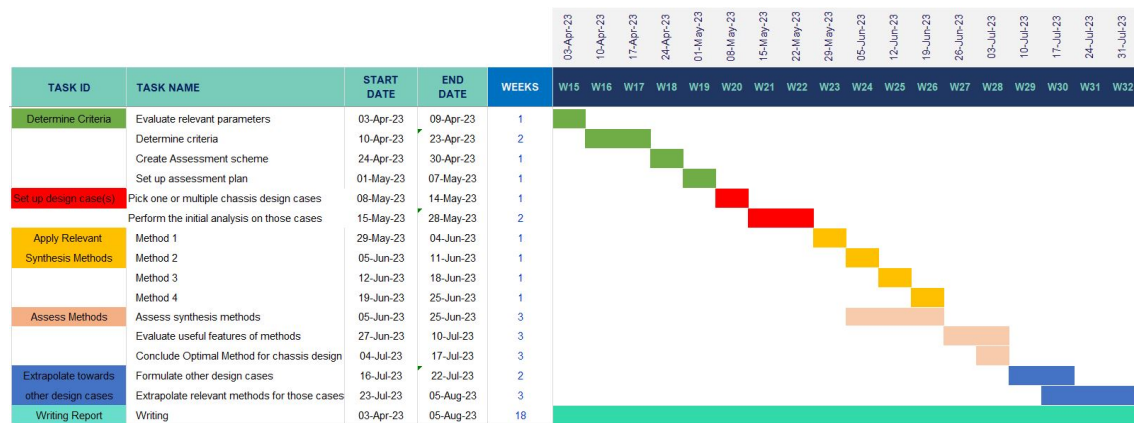 03-Apr-23 10-Apr-23 17-Apr-23 24-Apr-23 01-May-23 08-May-23 15-May-23 22-May-23 29-May-23 05-Jun-23 12-Jun-23 19-Jun-23 26-Jun-23 03-Jul-23 10-Jul-23 17-Jul-23 24-Jul-23 31-Jul-23
TASK ID TASK NAME START DATE END DATE WEEKS W15 W16 W17 W18 W19 W20 W21 W22 W23 W24 W25 W26 W27 W28 W29 W30 W31 W32
Determine Criteria Evaluate relevant parameters 03-Apr-23 09-Apr-23 1
Determine criteria 10-Apr-23 23-Apr-23 2
Create Assessment scheme 24-Apr-23 30-Apr-23 1
Set up assessment plan 01-May-23 07-May-23 1
Set up design case(s) Pick one or multiple chassis design cases 08-May-23 14-May-23 1
Perform the initial analysis on those cases 15-May-23 28-May-23 2
Apply Relevant Method 1 29-May-23 04-Jun-23 1
Synthesis Methods Method 2 05-Jun-23 11-Jun-23 1
Method 3 12-Jun-23 18-Jun-23 1
Method 4 19-Jun-23 25-Jun-23 1
Assess Methods Assess synthesis methods 05-Jun-23 25-Jun-23 3
Evaluate useful features of methods 27-Jun-23 10-Jul-23 3
Conclude Optimal Method for chassis design 04-Jul-23 17-Jul-23 3
Extrapolate towards Formulate other design cases 16-Jul-23 22-Jul-23 2
other design cases Extrapolate relevant methods for those cases 23-Jul-23 05-Aug-23 3
Writing Report Writing 03-Apr-23 05-Aug-23 18